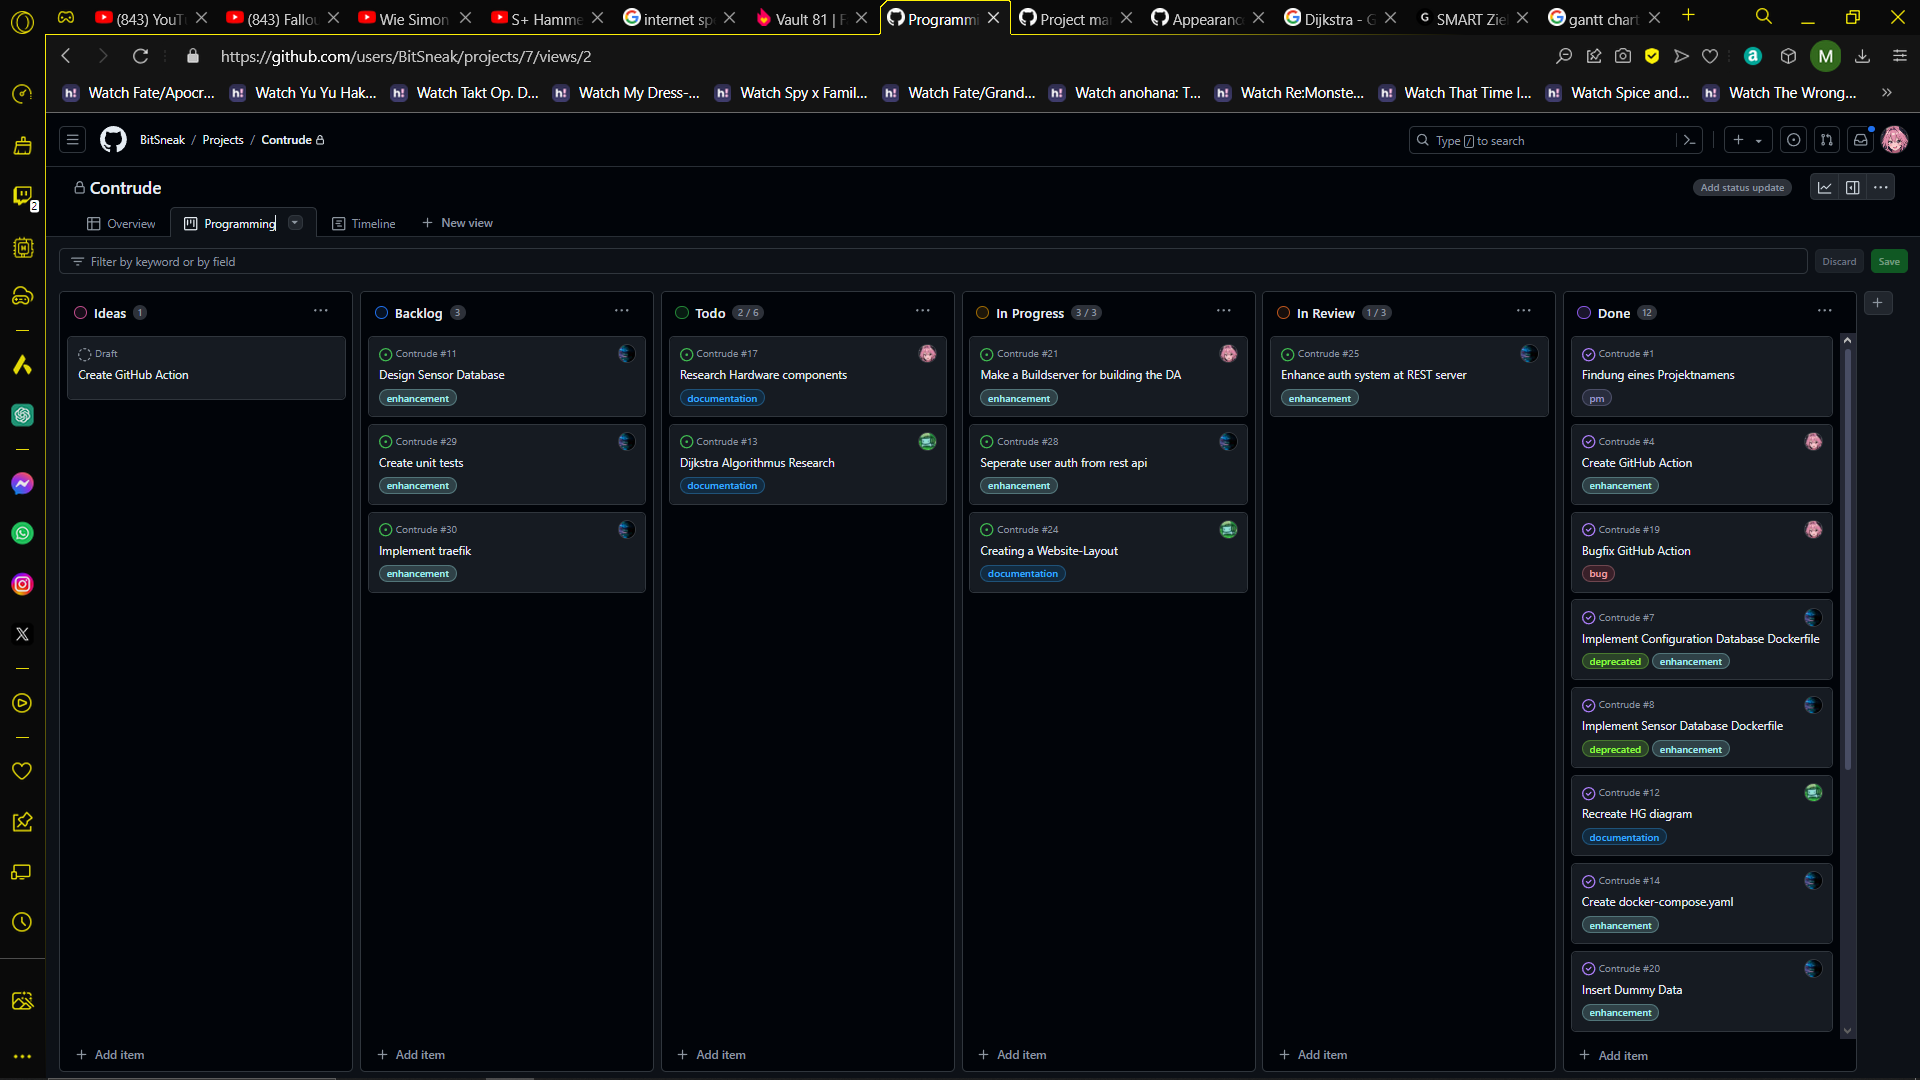 (843) YouT
(843) Fallou
Wie Simon
S+ Hamme
internet sp
Vault 81 | F
Programmi
Project ma
Appearanc
Dijkstra - G
SMART Zie
gantt chart
https://github.com/users/BitSneak/projects/7/views/2
M
Watch Fate/Apocr...
Watch Yu Yu Hak...
Watch Takt Op. D...
Watch My Dress-...
Watch Spy x Famil...
Watch Fate/Grand...
Watch anohana: T...
Watch Re:Monste...
Watch That Time I...
Watch Spice and...
Watch The Wrong...
BitSneak / Projects / Contrude
Type / to search
2
Contrude
Add status update
Overview
Programming
Timeline
+ New view
Filter by keyword or by field
Discard
Save
Ideas 1
Draft
Create GitHub Action
+ Add item
Backlog 3
Contrude #11
Design Sensor Database
enhancement
Contrude #29
Create unit tests
enhancement
Contrude #30
Implement traefik
enhancement
+ Add item
Todo 2 / 6
Contrude #17
Research Hardware components
documentation
Contrude #13
Dijkstra Algorithmus Research
documentation
+ Add item
In Progress 3 / 3
Contrude #21
Make a Buildserver for building the DA
enhancement
Contrude #28
Seperate user auth from rest api
enhancement
Contrude #24
Creating a Website-Layout
documentation
+ Add item
In Review 1 / 3
Contrude #25
Enhance auth system at REST server
enhancement
+ Add item
Done 12
Contrude #1
Findung eines Projektnamens
pm
Contrude #4
Create GitHub Action
enhancement
Contrude #19
Bugfix GitHub Action
bug
Contrude #7
Implement Configuration Database Dockerfile
deprecated enhancement
Contrude #8
Implement Sensor Database Dockerfile
deprecated enhancement
Contrude #12
Recreate HG diagram
documentation
Contrude #14
Create docker-compose.yaml
enhancement
Contrude #20
Insert Dummy Data
enhancement
+ Add item